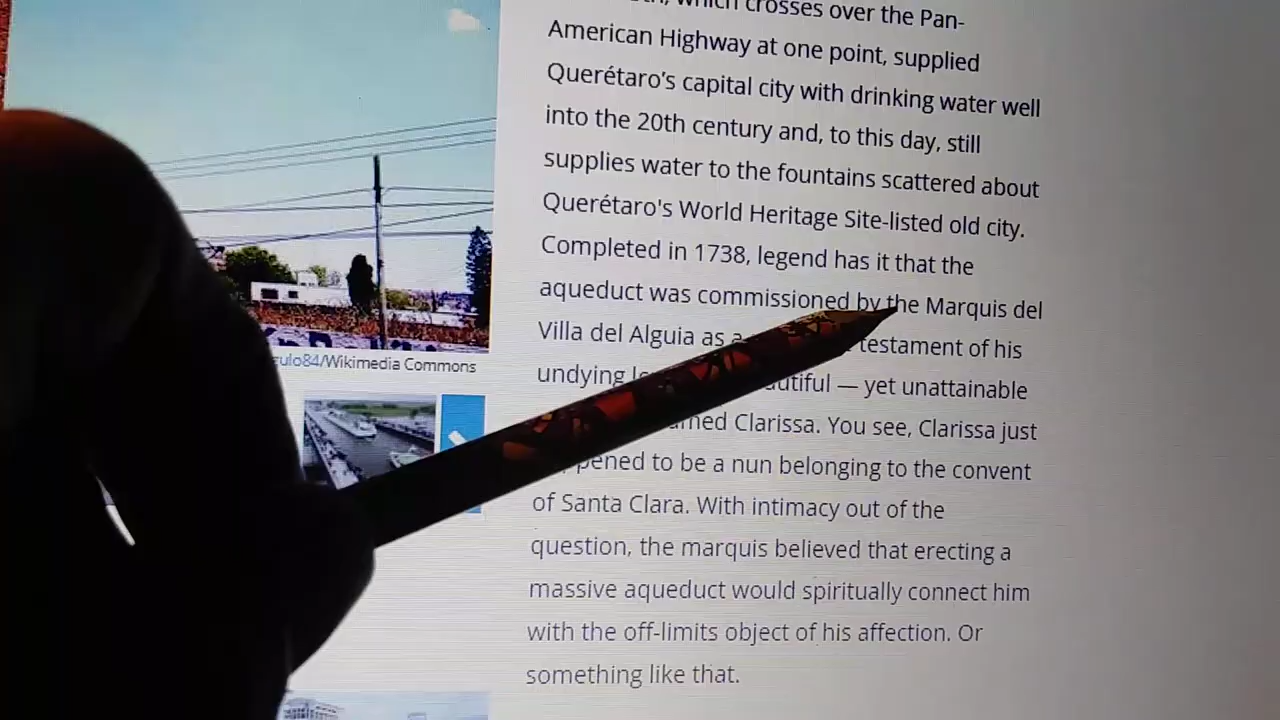 which crosses over the Pan-
American Highway at one point, supplied
Querétaro's capital city with drinking water well
into the 20th century and, to this day, still
supplies water to the fountains scattered about
Querétaro's World Heritage Site-listed old city.
Completed in 1738, legend has it that the
aqueduct was commissioned by the Marquis del
Villa del Alguia as a testament of his
undying — yet unattainable
Clarissa. You see, Clarissa just
to be a nun belonging to the convent
of Santa Clara. With intimacy out of the
question, the marquis believed that erecting a
massive aqueduct would spiritually connect him
with the off-limits object of his affection. Or
something like that.
/Wikimedia Commons